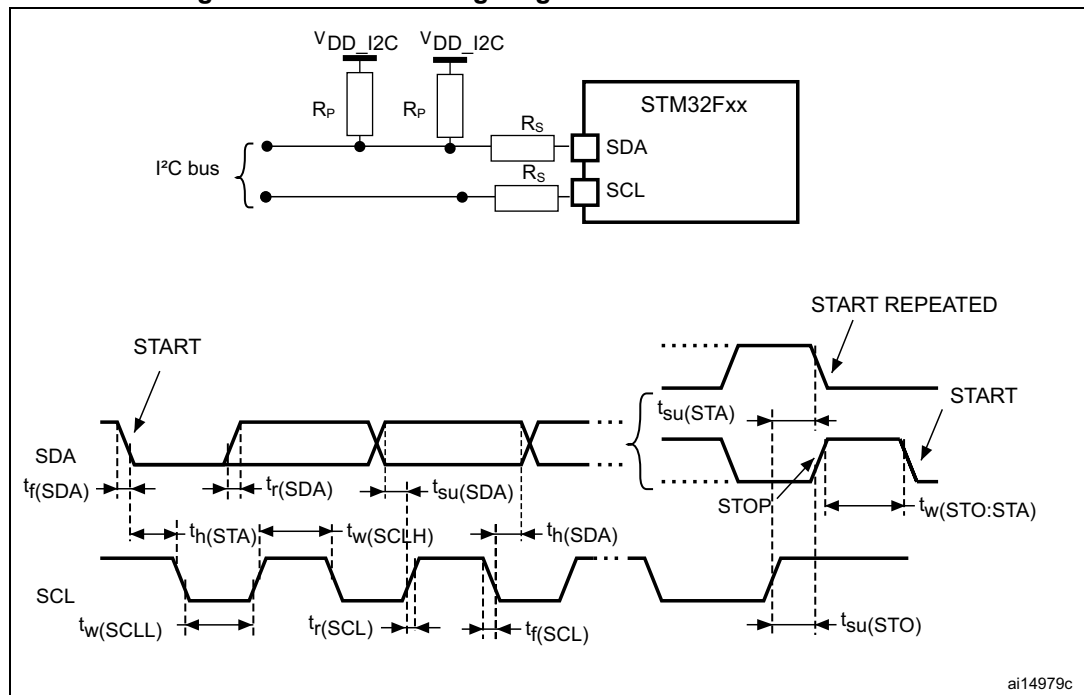 VDD_I2C VDD_I2C
STM32Fxx
RP RP RS
SDA
I²C bus
RS
SCL
START REPEATED
START
tsu(STA) START
SDA
tf(SDA) tr(SDA) tsu(SDA)
STOP tw(STO:STA)
th(STA) tw(SCLH) th(SDA)
SCL
tw(SCLL) tr(SCL) tf(SCL) tsu(STO)
ai14979c